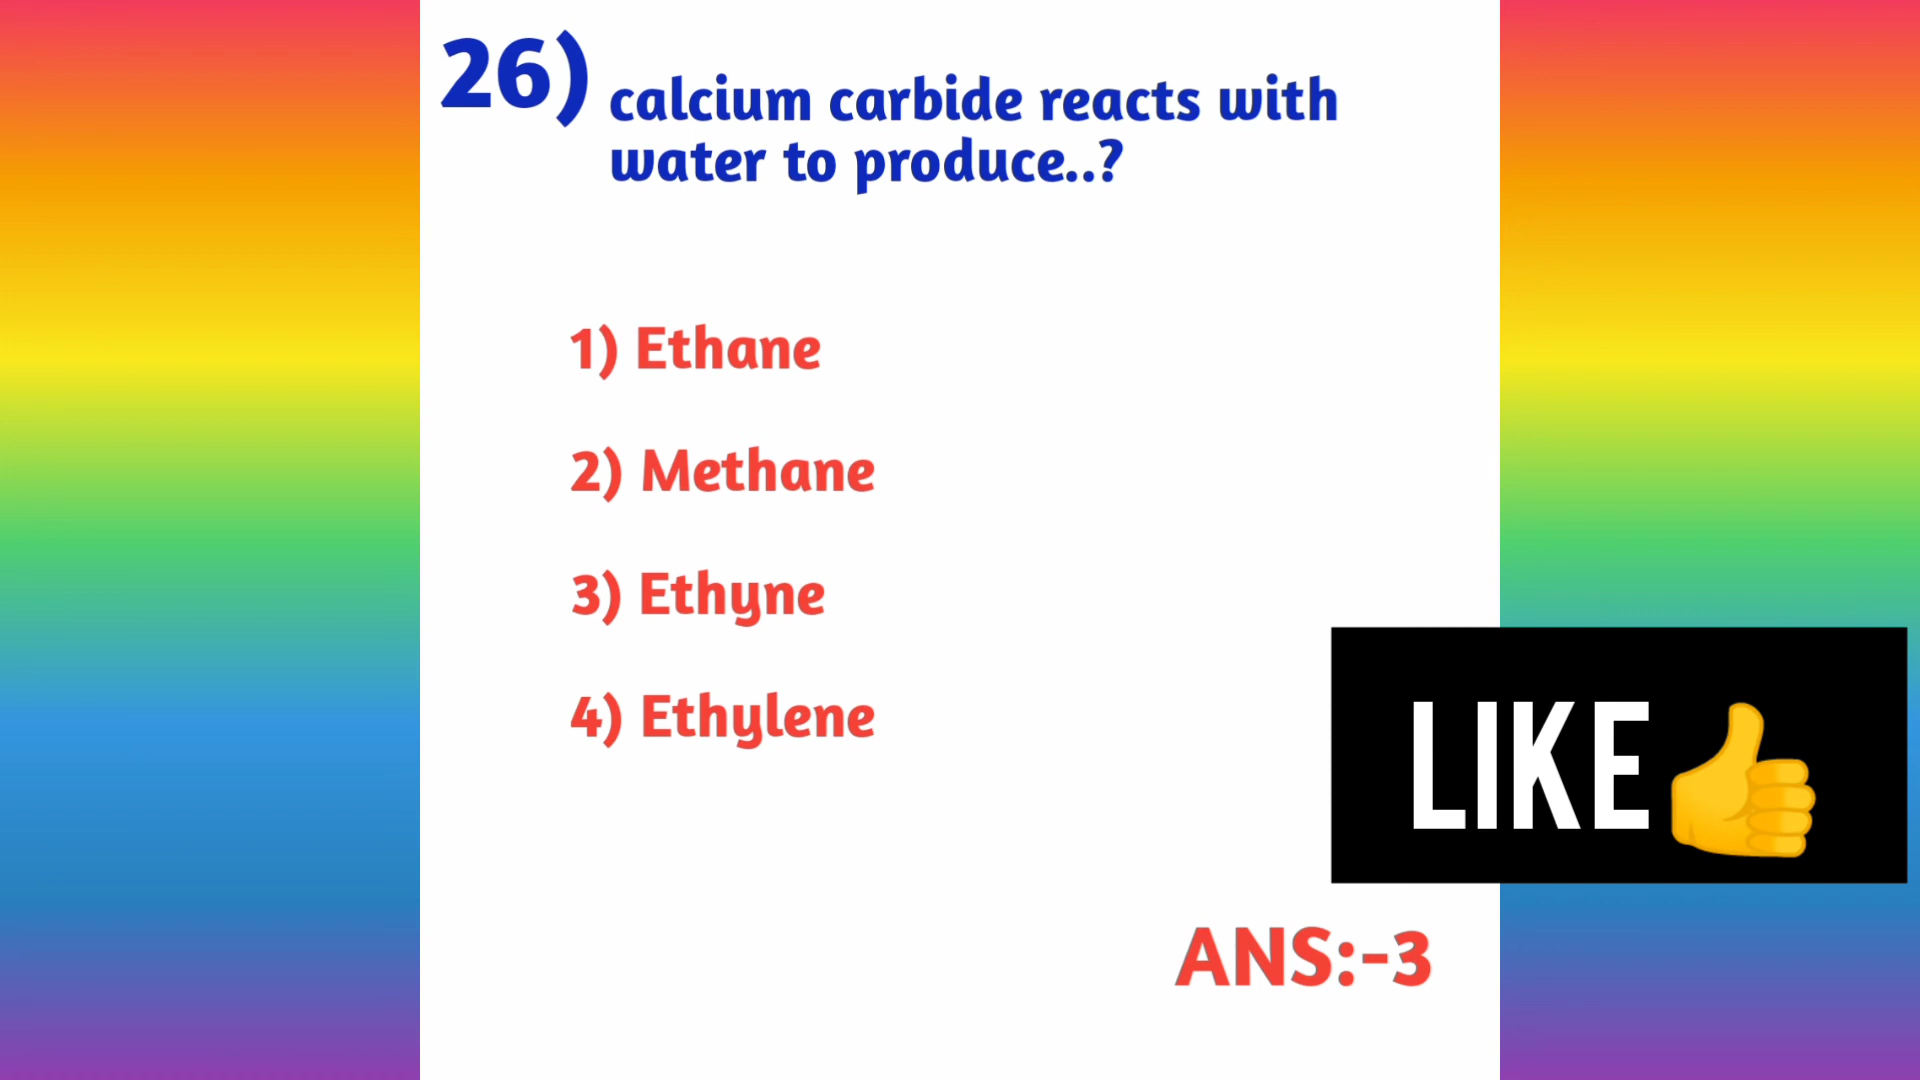 26) calcium carbide reacts with
water to produce..?
1) Ethane
2) Methane
3) Ethyne
4) Ethylene
LIKE👍
ANS:-3